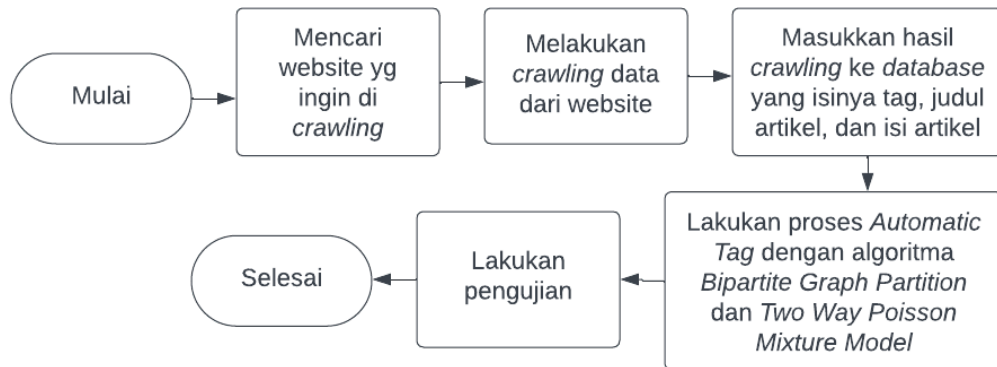 Mulai
Mencari
website yg
ingin di
crawling
Melakukan
crawling data
dari website
Masukkan hasil
crawling ke database
yang isinya tag, judul
artikel, dan isi artikel
Lakukan proses Automatic
Tag dengan algoritma
Bipartite Graph Partition
dan Two Way Poisson
Mixture Model
Lakukan
pengujian
Selesai